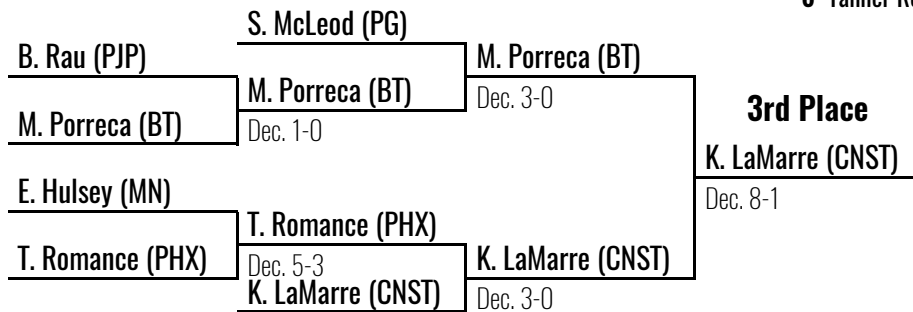 Tanner
S. McLeod (PG)
B. Rau (PJP)
M. Porreca (BT)
M. Porreca (BT)
Dec. 3-0
3rd Place
M. Porreca (BT)
Dec. 1-0
K. LaMarre (CNST)
Dec. 8-1
E. Hulsey (MN)
T. Romance (PHX)
T. Romance (PHX)
Dec. 5-3
K. LaMarre (CNST)
K. LaMarre (CNST)
Dec. 3-0